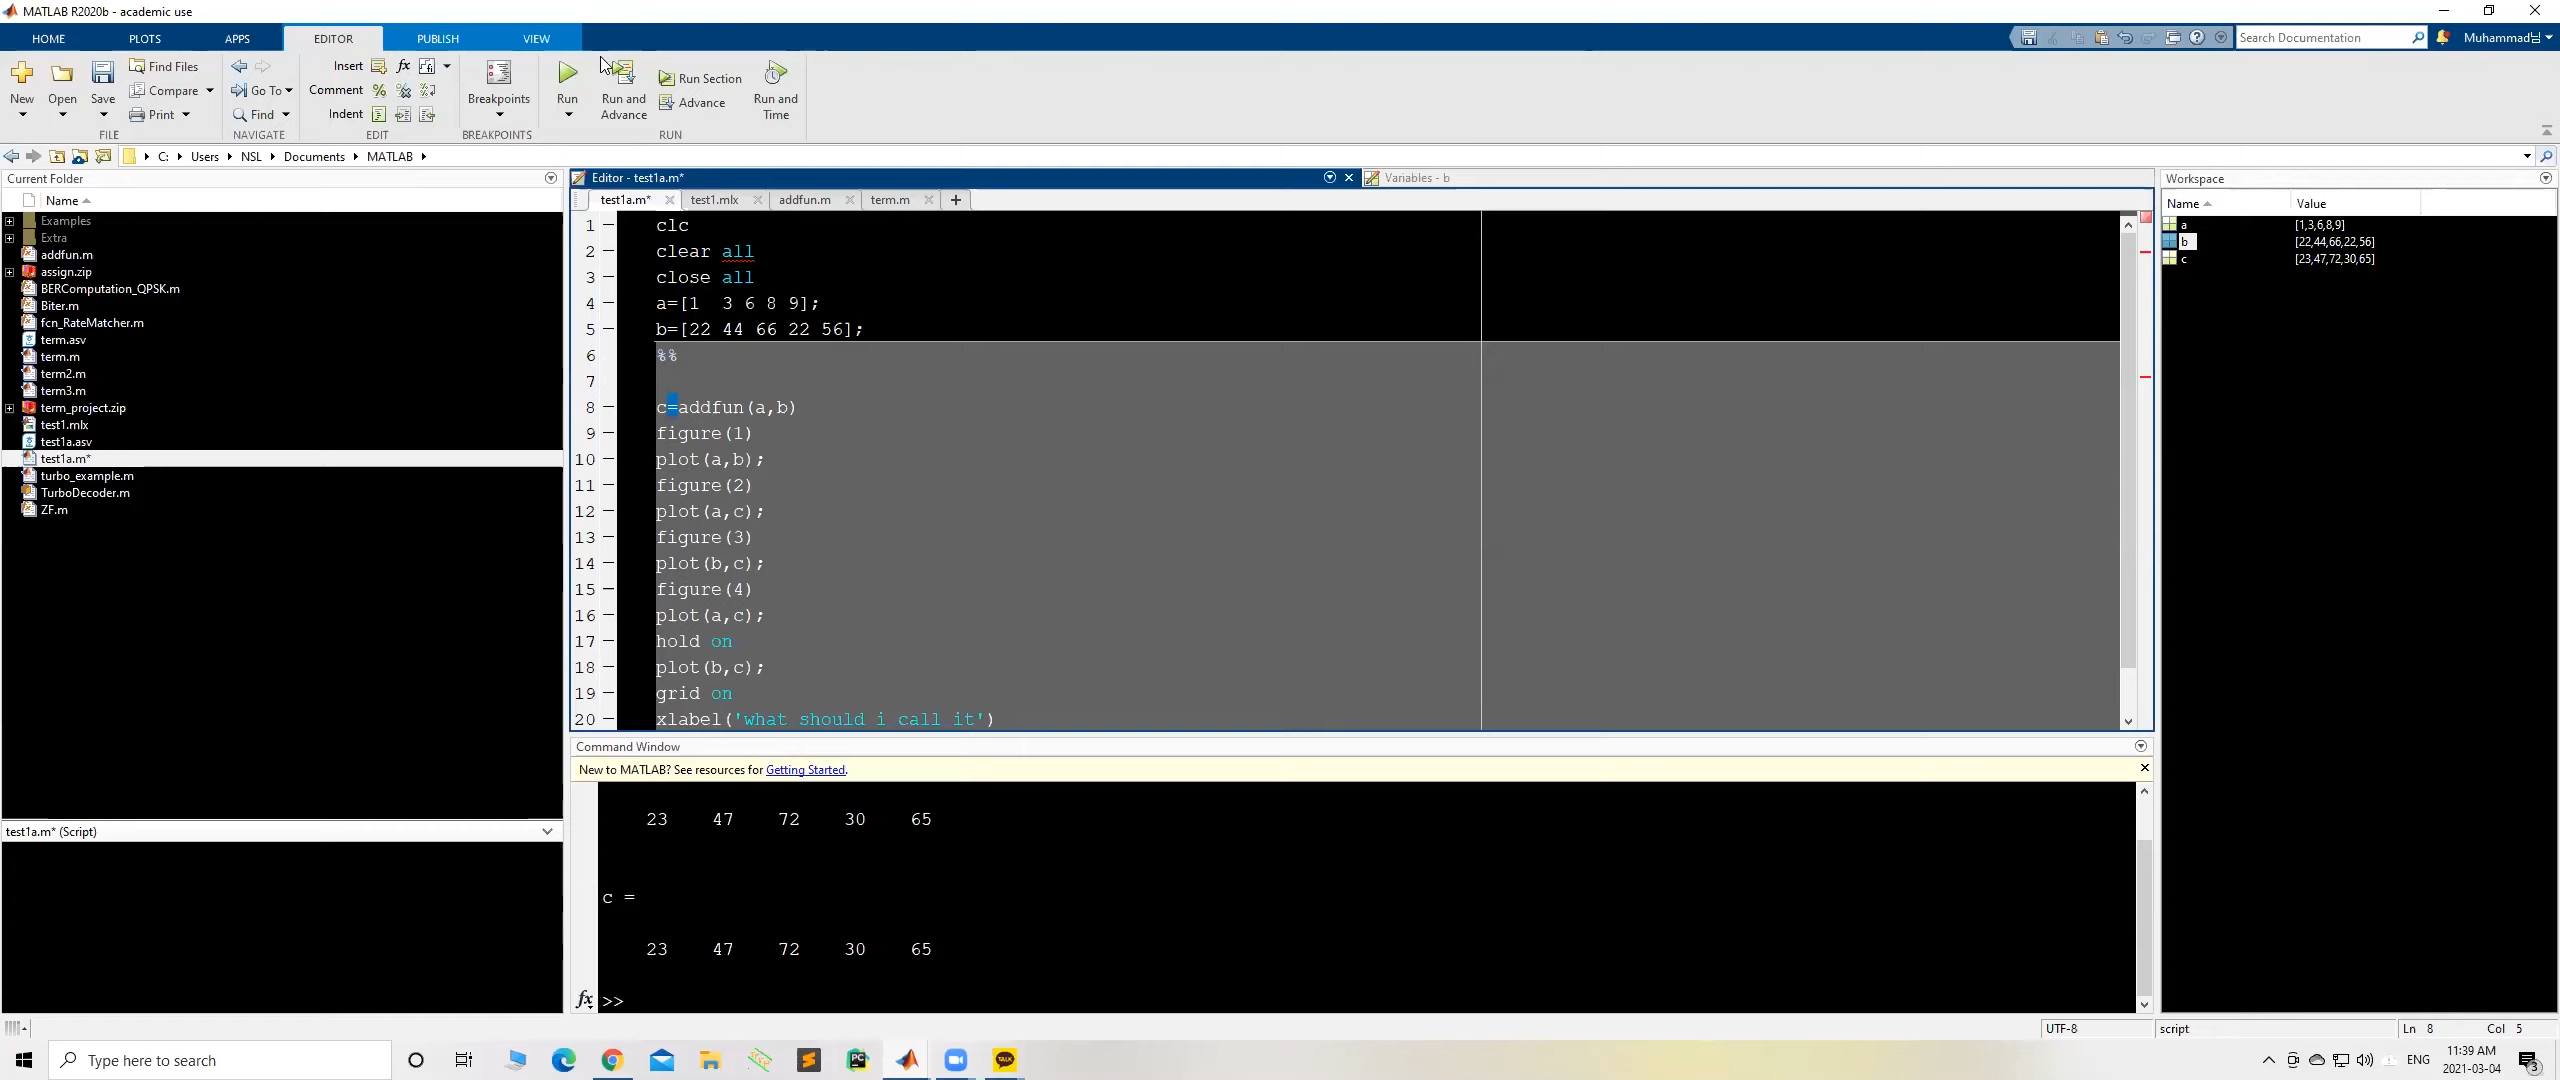 MATLAB R2020b - academic use
HOME PLOTS APPS EDITOR PUBLISH VIEW
Search Documentation
Muhammad
New Open Save
Find Files
Compare
Print
FILE
Go To
Find
NAVIGATE
Insert
Comment
Indent
EDIT
Breakpoints
BREAKPOINTS
Run
Run and Advance
Run Section
Advance
Run and Time
RUN
C: Users NSL Documents MATLAB
Current Folder
Name
Examples
Extra
addfun.m
assign.zip
BERComputation_QPSK.m
Biter.m
fcn_RateMatcher.m
term.asv
term.m
term2.m
term3.m
term_project.zip
test1.mlx
test1a.asv
test1a.m*
turbo_example.m
TurboDecoder.m
ZF.m
test1a.m* (Script)
Editor - test1a.m*
Variables - b
test1a.m* test1.mlx addfun.m term.m
1 clc
2 clear all
3 close all
4 a=[1  3 6 8 9];
5 b=[22 44 66 22 56];
6 %%
7
8 c=addfun(a,b)
9 figure(1)
10 plot(a,b);
11 figure(2)
12 plot(a,c);
13 figure(3)
14 plot(b,c);
15 figure(4)
16 plot(a,c);
17 hold on
18 plot(b,c);
19 grid on
20 xlabel('what should i call it')
Command Window
New to MATLAB? See resources for Getting Started.
23 47 72 30 65
c =
23 47 72 30 65
fx >>
Workspace
Name Value
a [1,3,6,8,9]
b [22,44,66,22,56]
c [23,47,72,30,65]
UTF-8 script Ln 8 Col 5
Type here to search
PC
TALK
ENG
11:39 AM
2021-03-04
3